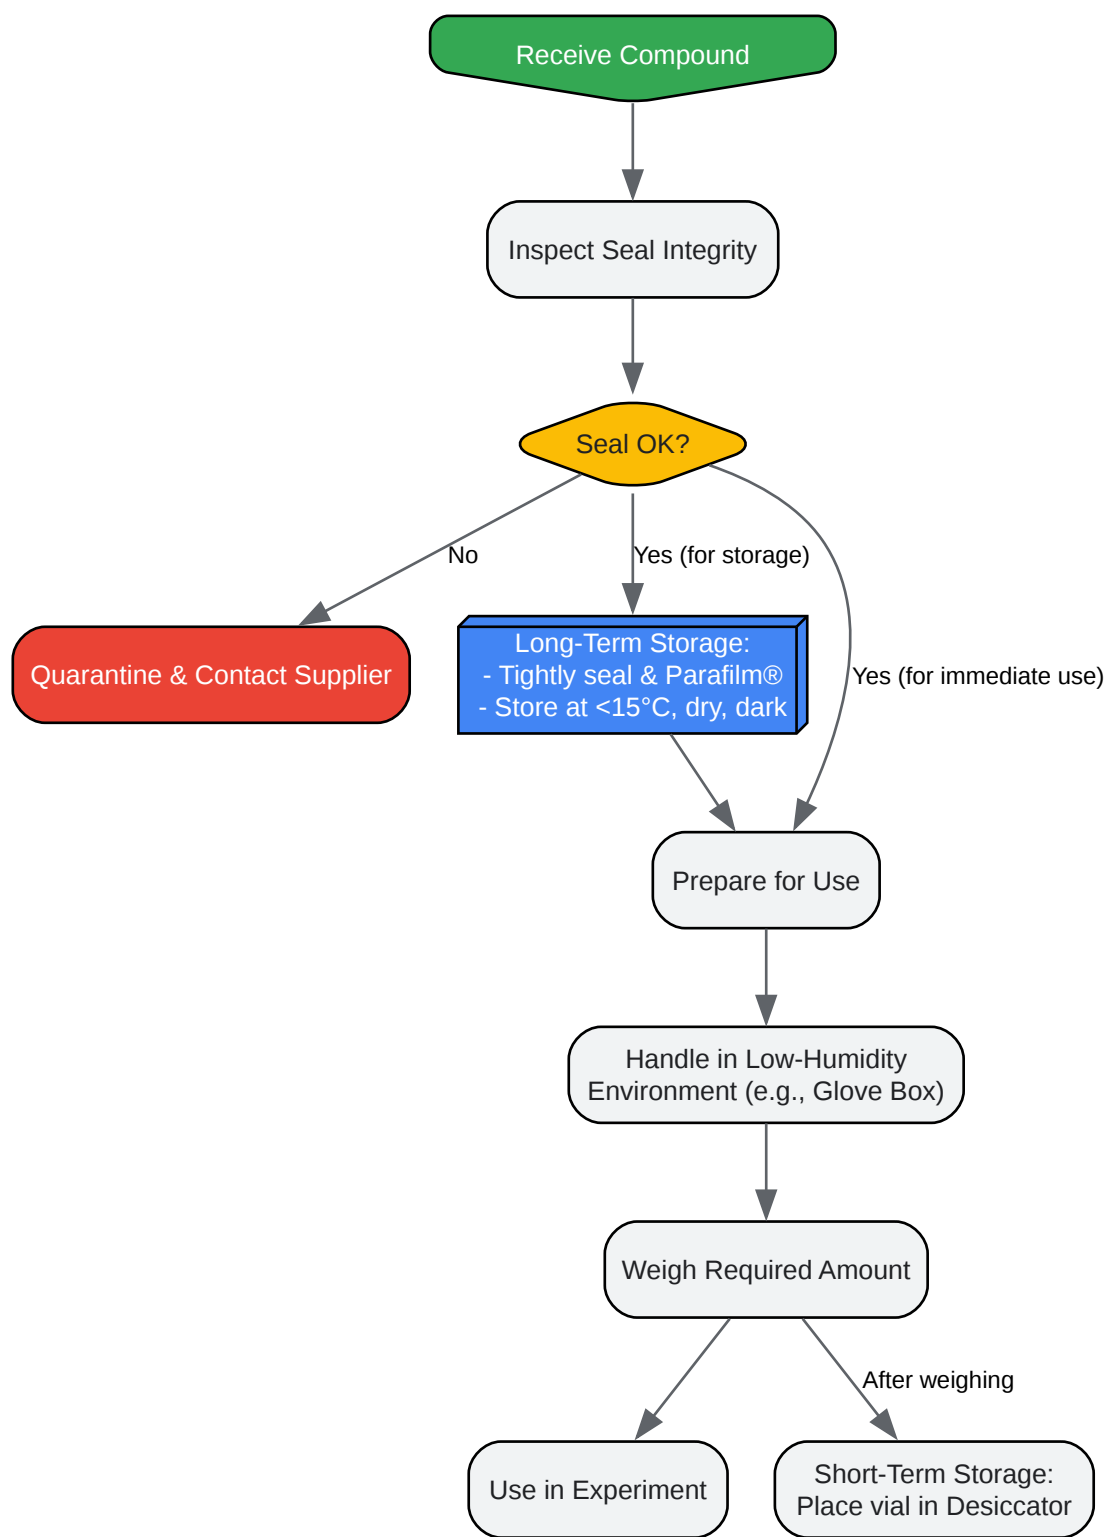 Receive Compound
Inspect Seal Integrity
Seal OK?
No
Yes (for storage)
Yes (for immediate use)
Quarantine & Contact Supplier
Long-Term Storage:
- Tightly seal & Parafilm®
- Store at <15°C, dry, dark
Prepare for Use
Handle in Low-Humidity
Environment (e.g., Glove Box)
Weigh Required Amount
After weighing
Use in Experiment
Short-Term Storage:
Place vial in Desiccator